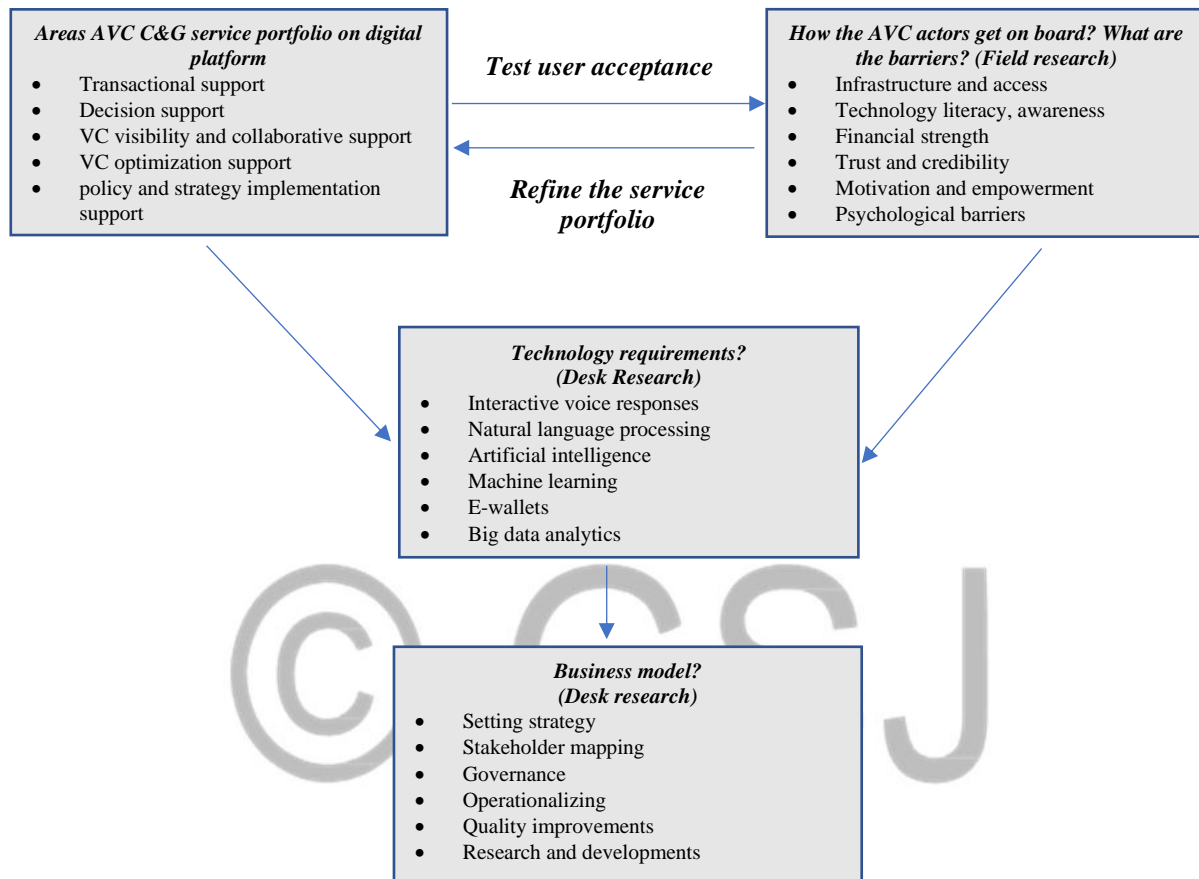 Areas AVC C&G service portfolio on digital
platform
• Transactional support
• Decision support
• VC visibility and collaborative support
• VC optimization support
• policy and strategy implementation
support
Test user acceptance
Refine the service
portfolio
How the AVC actors get on board? What are
the barriers? (Field research)
• Infrastructure and access
• Technology literacy, awareness
• Financial strength
• Trust and credibility
• Motivation and empowerment
• Psychological barriers
Technology requirements?
(Desk Research)
• Interactive voice responses
• Natural language processing
• Artificial intelligence
• Machine learning
• E-wallets
• Big data analytics
Business model?
(Desk research)
• Setting strategy
• Stakeholder mapping
• Governance
• Operationalizing
• Quality improvements
• Research and developments
© GSJ